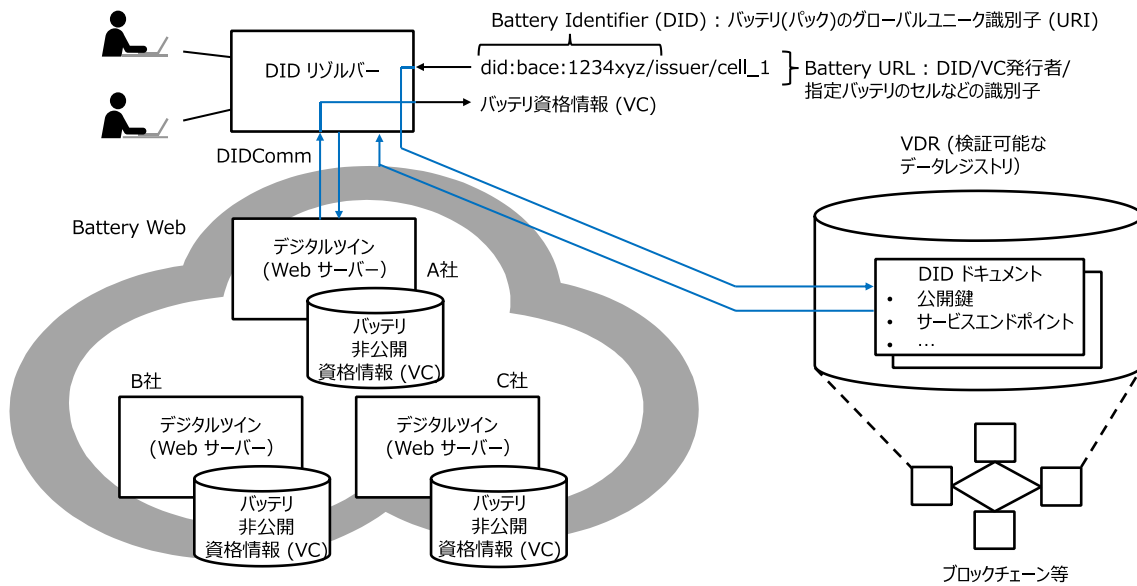 Battery Identifier (DID) : バッテリ(パック)のグローバルユニーク識別子 (URI)
DID リゾルバー
did:bace:1234xyz/issuer/cell_1
Battery URL : DID/VC発行者/
指定バッテリのセルなどの識別子
バッテリ資格情報 (VC)
DIDComm
VDR (検証可能な
データレジストリ)
Battery Web
デジタルツイン
(Web サーバー)
A社
バッテリ
非公開
資格情報 (VC)
DID ドキュメント
• 公開鍵
• サービスエンドポイント
• …
B社
デジタルツイン
(Web サーバー)
バッテリ
非公開
資格情報 (VC)
C社
デジタルツイン
(Web サーバー)
バッテリ
非公開
資格情報 (VC)
ブロックチェーン等